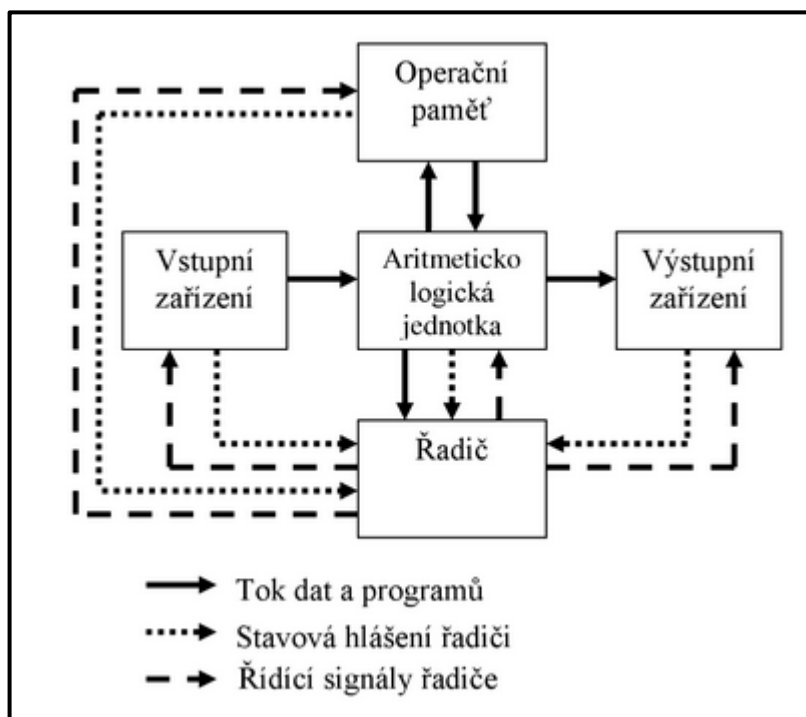 Operační
paměť
Vstupní
zařízení
Aritmeticko
logická
jednotka
Výstupní
zařízení
Řadič
Tok dat a programů
Stavová hlášení řadiči
Řídící signály řadiče